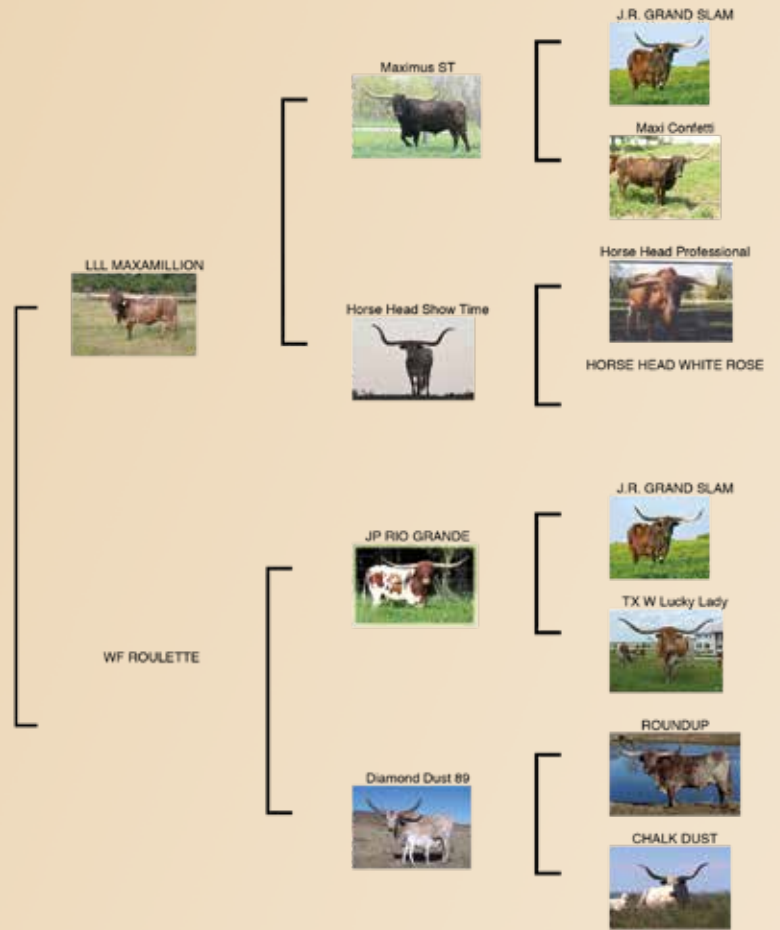 J.R. GRAND SLAM
Maximus ST
Maxi Confetti
LLL MAXAMILLION
Horse Head Professional
Horse Head Show Time
HORSE HEAD WHITE ROSE
J.R. GRAND SLAM
JP RIO GRANDE
TX W Lucky Lady
WF ROULETTE
ROUNDUP
Diamond Dust 89
CHALK DUST